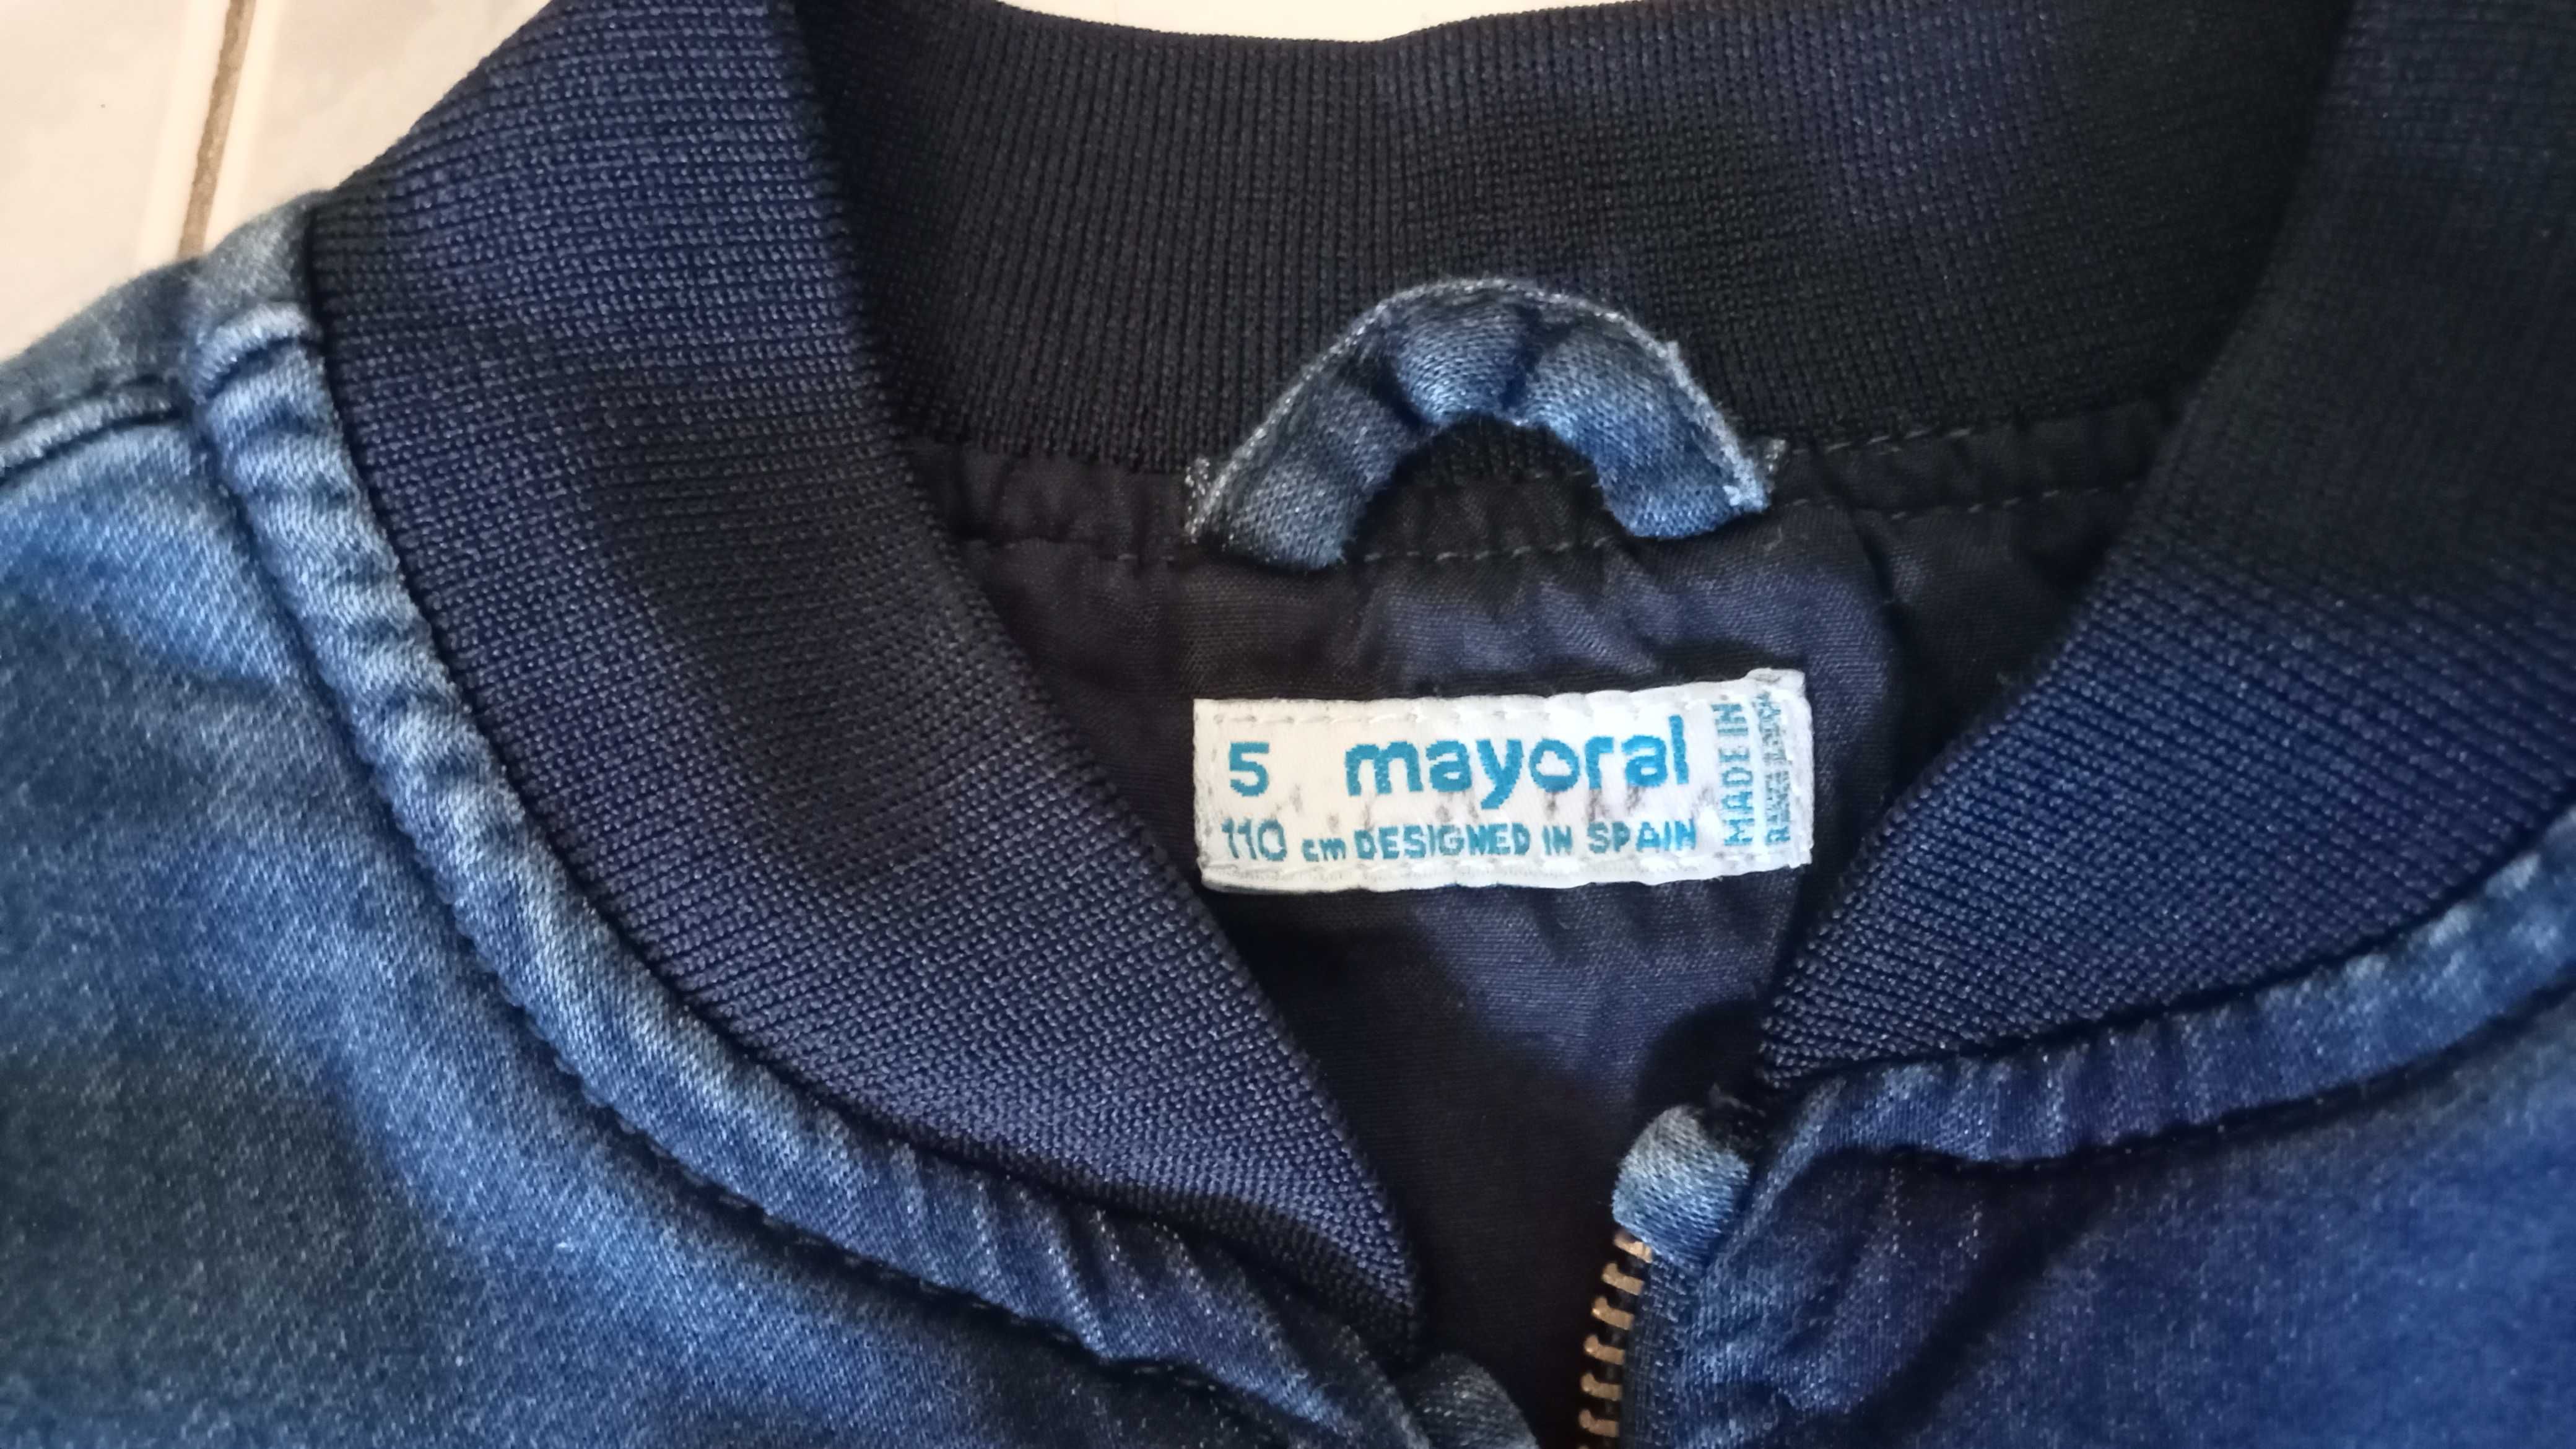 5 mayoral
110 cm DESIGNED IN SPAIN
MADE IN